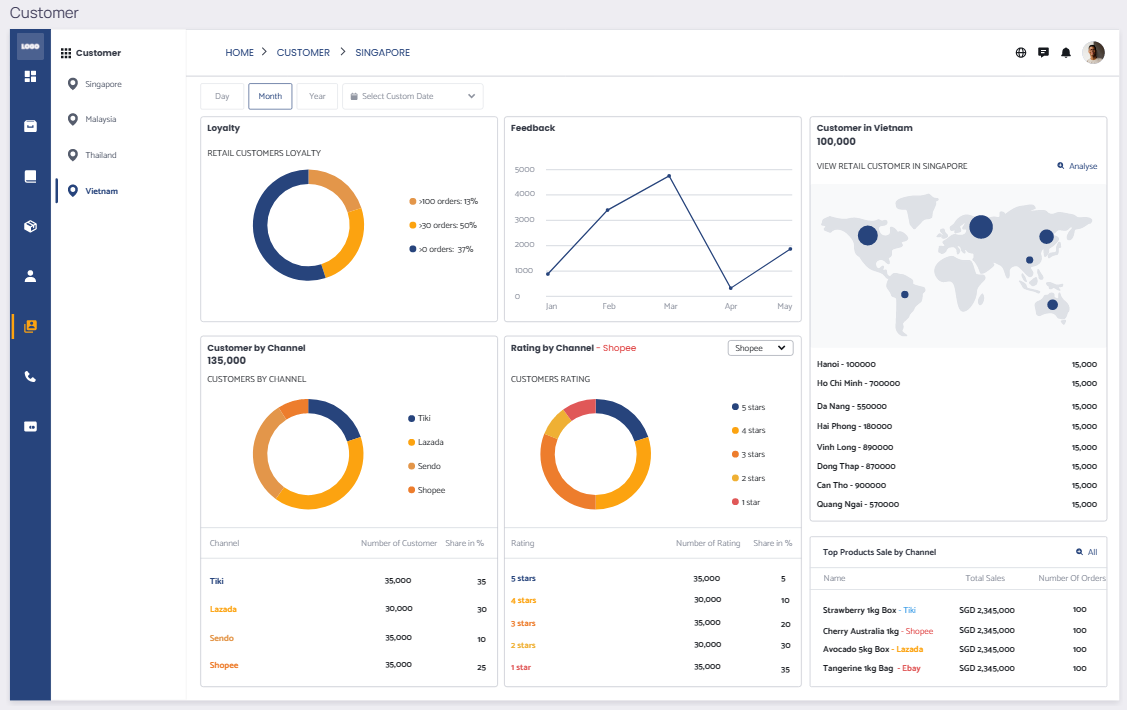 Customer
LOGO
Customer
Singapore
Malaysia
Thailand
Vietnam
HOME > CUSTOMER > SINGAPORE
Day
Month
Year
Select Custom Date
Loyalty
RETAIL CUSTOMERS LOYALTY
>100 orders: 13%
>30 orders: 50%
>0 orders: 37%
Feedback
5000
4000
3000
2000
1000
0
Jan Feb Mar Apr May
Customer in Vietnam
100,000
VIEW RETAIL CUSTOMER IN SINGAPORE
Analyse
Hanoi - 100000 15,000
Ho Chi Minh - 700000 15,000
Da Nang - 550000 15,000
Hai Phong - 180000 15,000
Vinh Long - 890000 15,000
Dong Thap - 870000 15,000
Can Tho - 900000 15,000
Quang Ngai - 570000 15,000
Customer by Channel
135,000
CUSTOMERS BY CHANNEL
Tiki
Lazada
Sendo
Shopee
Channel Number of Customer Share in %
Tiki 35,000 35
Lazada 30,000 30
Sendo 35,000 10
Shopee 35,000 25
Rating by Channel - Shopee
Shopee
CUSTOMERS RATING
5 stars
4 stars
3 stars
2 stars
1 star
Rating Number of Rating Share in %
5 stars 35,000 5
4 stars 30,000 10
3 stars 35,000 20
2 stars 30,000 30
1 star 35,000 35
Top Products Sale by Channel
All
Name Total Sales Number Of Orders
Strawberry 1kg Box - Tiki SGD 2,345,000 100
Cherry Australia 1kg - Shopee SGD 2,345,000 100
Avocado 5kg Box - Lazada SGD 2,345,000 100
Tangerine 1kg Bag - Ebay SGD 2,345,000 100